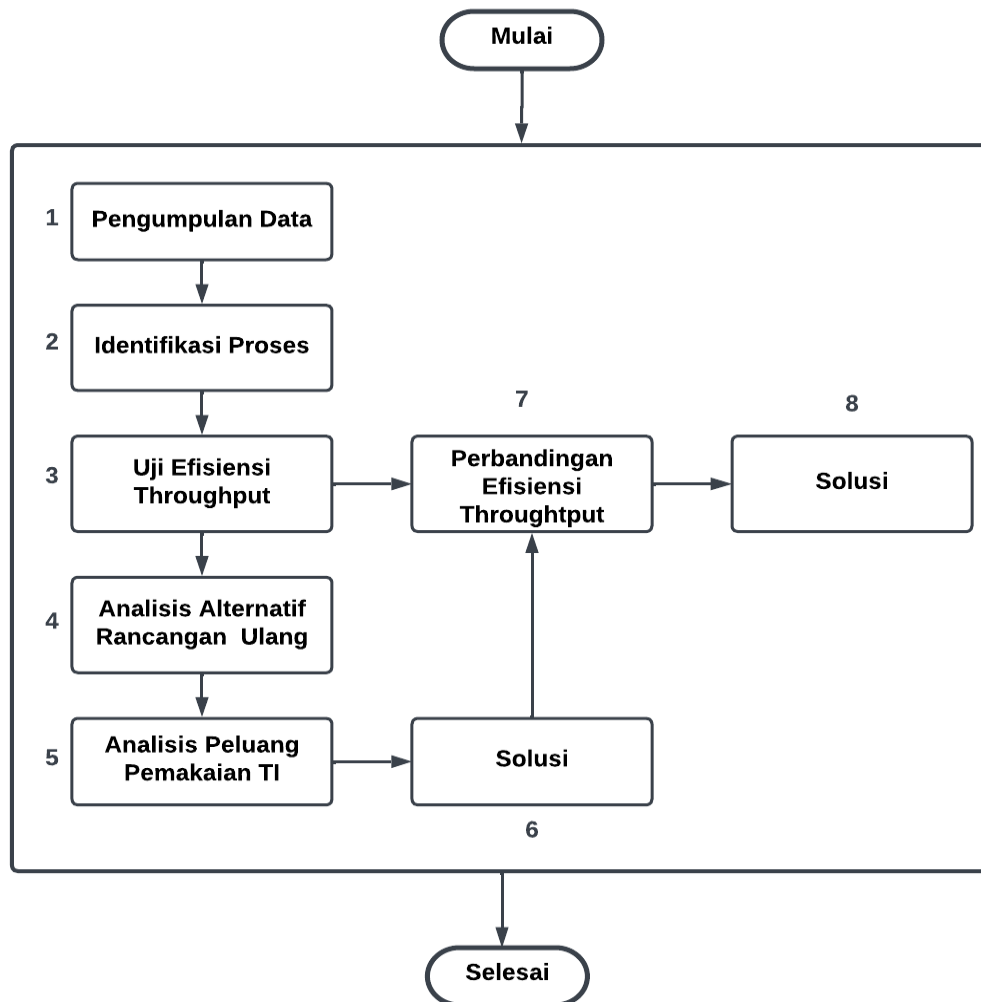 Mulai
1
Pengumpulan Data
2
Identifikasi Proses
3
Uji Efisiensi
Throughput
7
Perbandingan
Efisiensi
Throughtput
8
Solusi
4
Analisis Alternatif
Rancangan Ulang
5
Analisis Peluang
Pemakaian TI
Solusi
6
Selesai